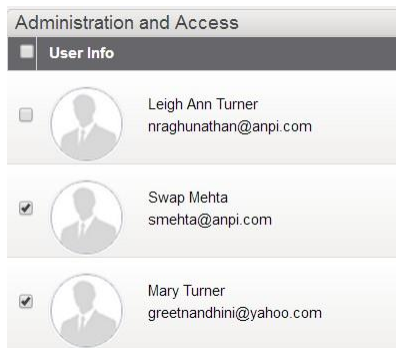 Administration and Access
User Info
Leigh Ann Turner
nraghunathan@anpi.com
Swap Mehta
smehta@anpi.com
Mary Turner
greetnandhini@yahoo.com